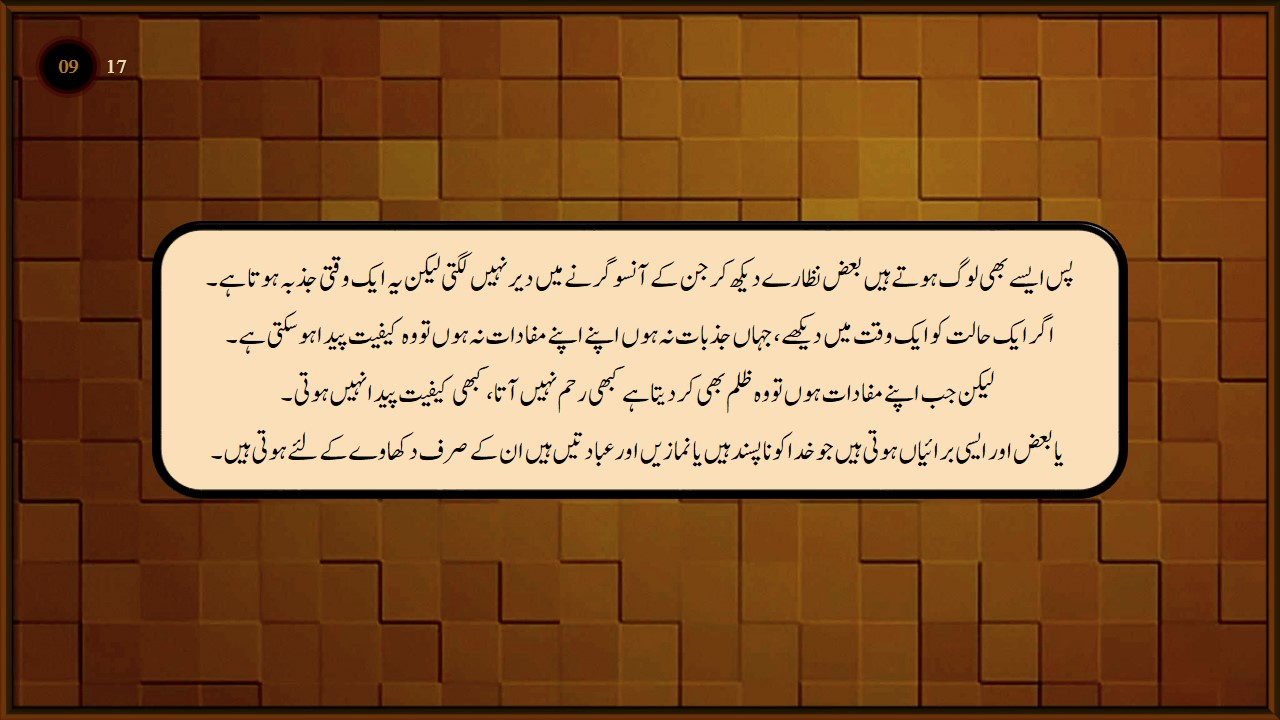 09 17
پس ایسے بھی لوگ ہوتے ہیں بعض نظارے دیکھ کر جن کے آنسو گرنے میں دیر نہیں لگتی لیکن یہ ایک وقتی جذبہ ہوتا ہے۔
اگر ایک حالت کو ایک وقت میں دیکھے، جہاں جذبات نہ ہوں اپنے اپنے مفادات نہ ہوں تو وہ کیفیت پیدا ہو سکتی ہے۔
لیکن جب اپنے مفادات ہوں تو وہ ظلم بھی کر دیتا ہے کبھی رحم نہیں آتا، کبھی کیفیت پیدا نہیں ہوتی۔
یا بعض اور ایسی برائیاں ہوتی ہیں جو خدا کو ناپسند ہیں یا نمازیں اور عبادتیں ہیں ان کے صرف دکھاوے کے لئے ہوتی ہیں۔